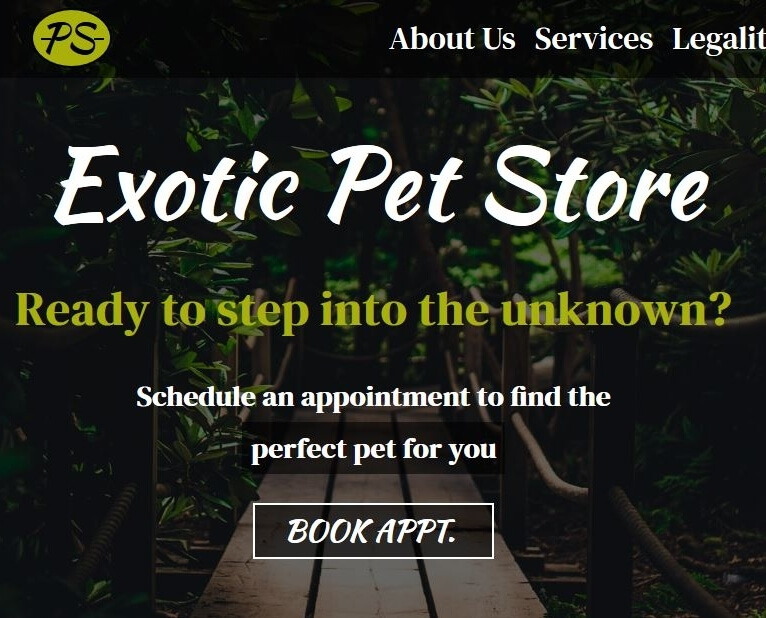 PS
About Us Services Legalit
Exotic Pet Store
Ready to step into the unknown?
Schedule an appointment to find the
perfect pet for you
BOOK APPT.